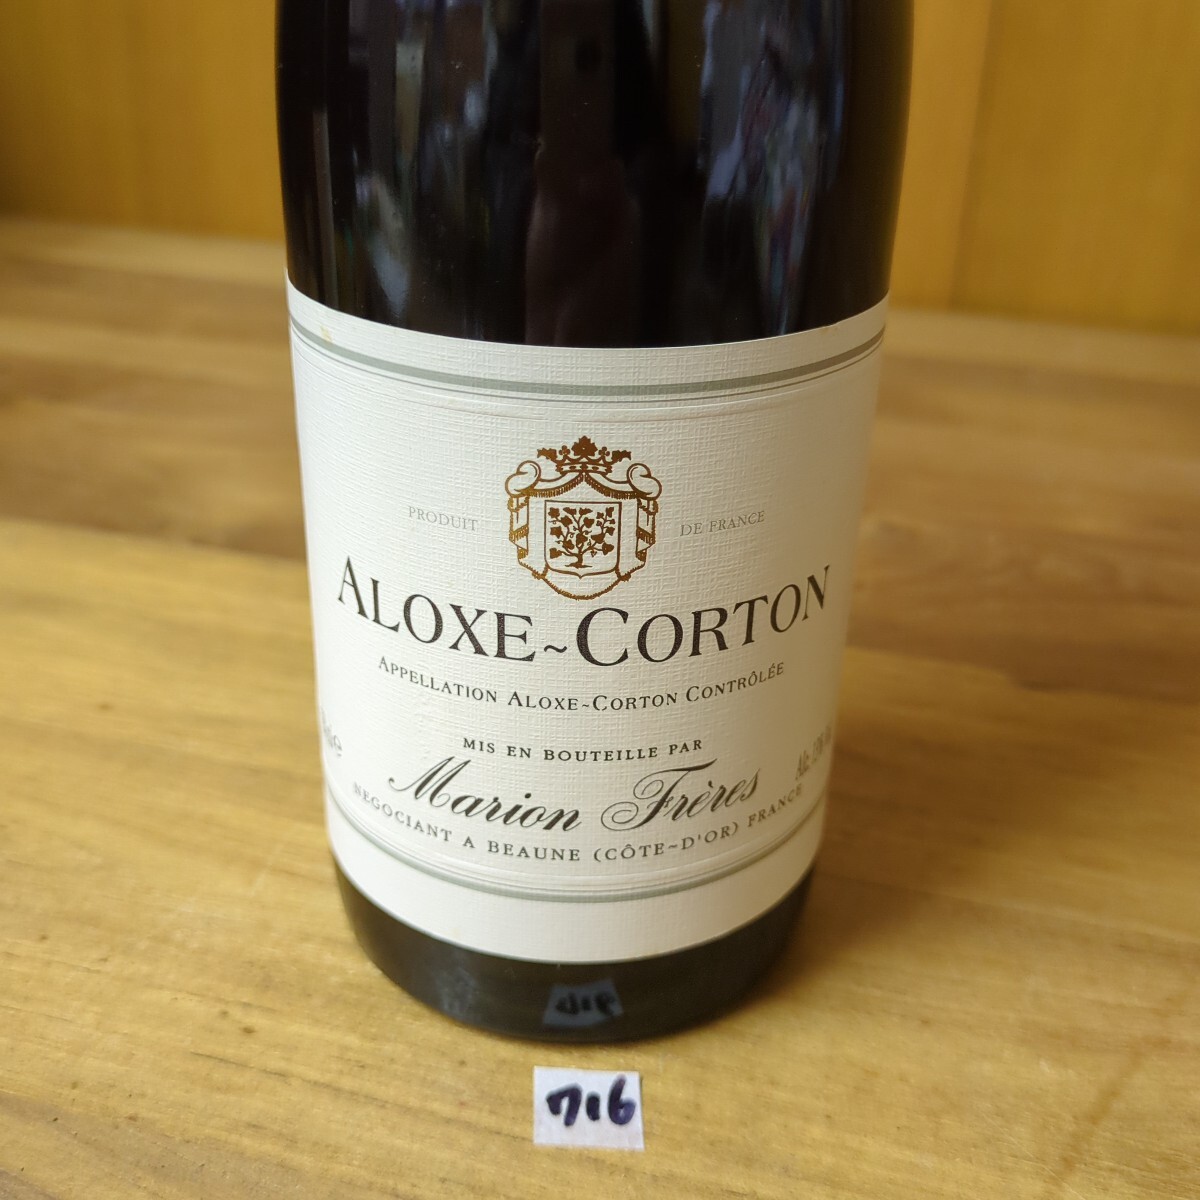 PRODUIT DE FRANCE
ALOXE~CORTON
APPELLATION ALOXE~CORTON CONTRÔLÉE
MIS EN BOUTEILLE PAR
Marion Frères
NEGOCIANT A BEAUNE (CÔTE~D'OR) FRANCE
716